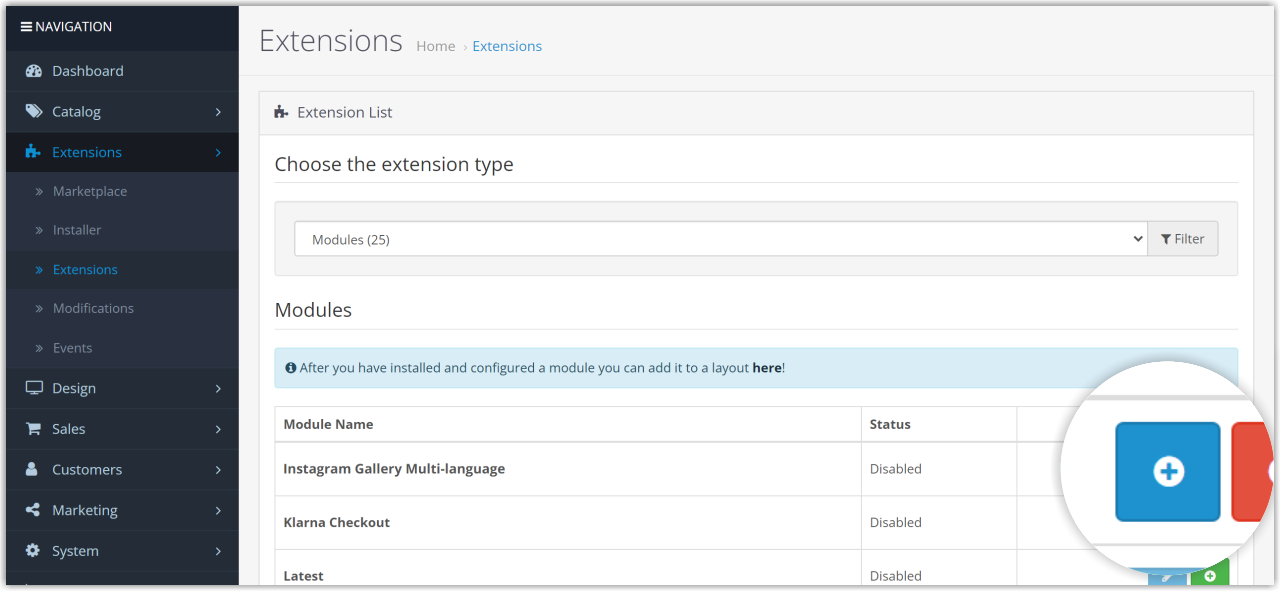 NAVIGATION
Dashboard
Catalog
Extensions
Marketplace
Installer
Extensions
Modifications
Events
Design
Sales
Customers
Marketing
System
Extensions Home › Extensions
Extension List
Choose the extension type
Modules (25) Filter
Modules
After you have installed and configured a module you can add it to a layout here!
Module Name Status
Instagram Gallery Multi-language Disabled
Klarna Checkout Disabled
Latest Disabled